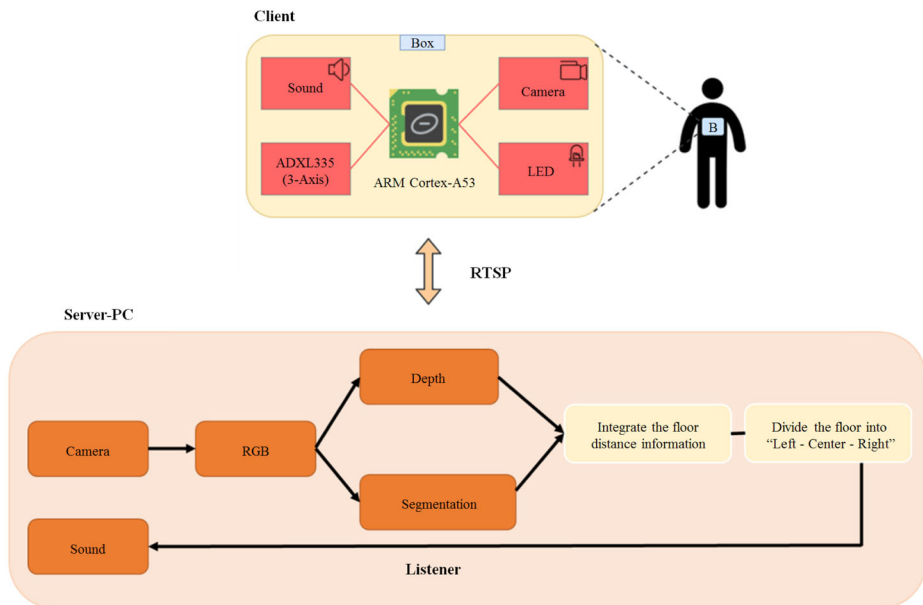 Client
Box
Sound
Camera
B
ADXL335
(3-Axis)
ARM Cortex-A53
LED
RTSP
Server-PC
Depth
Camera
RGB
Integrate the floor
distance information
Divide the floor into
“Left - Center - Right”
Segmentation
Sound
Listener